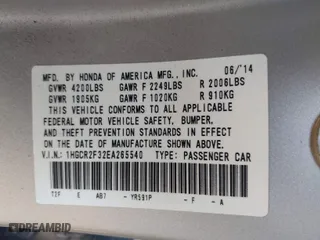 MFD. BY HONDA OF AMERICA MFG., INC. 06/'14
GVWR 4200LBS GAWR F 2249LBS R 2006LBS
GVWR 1905KG GAWR F 1020KG R 910KG
THIS VEHICLE CONFORMS TO ALL APPLICABLE
FEDERAL MOTOR VEHICLE SAFETY, BUMPER,
AND THEFT PREVENTION STANDARDS IN EFFECT
ON THE DATE OF MANUFACTURE SHOWN ABOVE.
V.I.N: 1HGCR2F32EA265540 TYPE: PASSENGER CAR
T2F E AB7 -YR591P -F -A